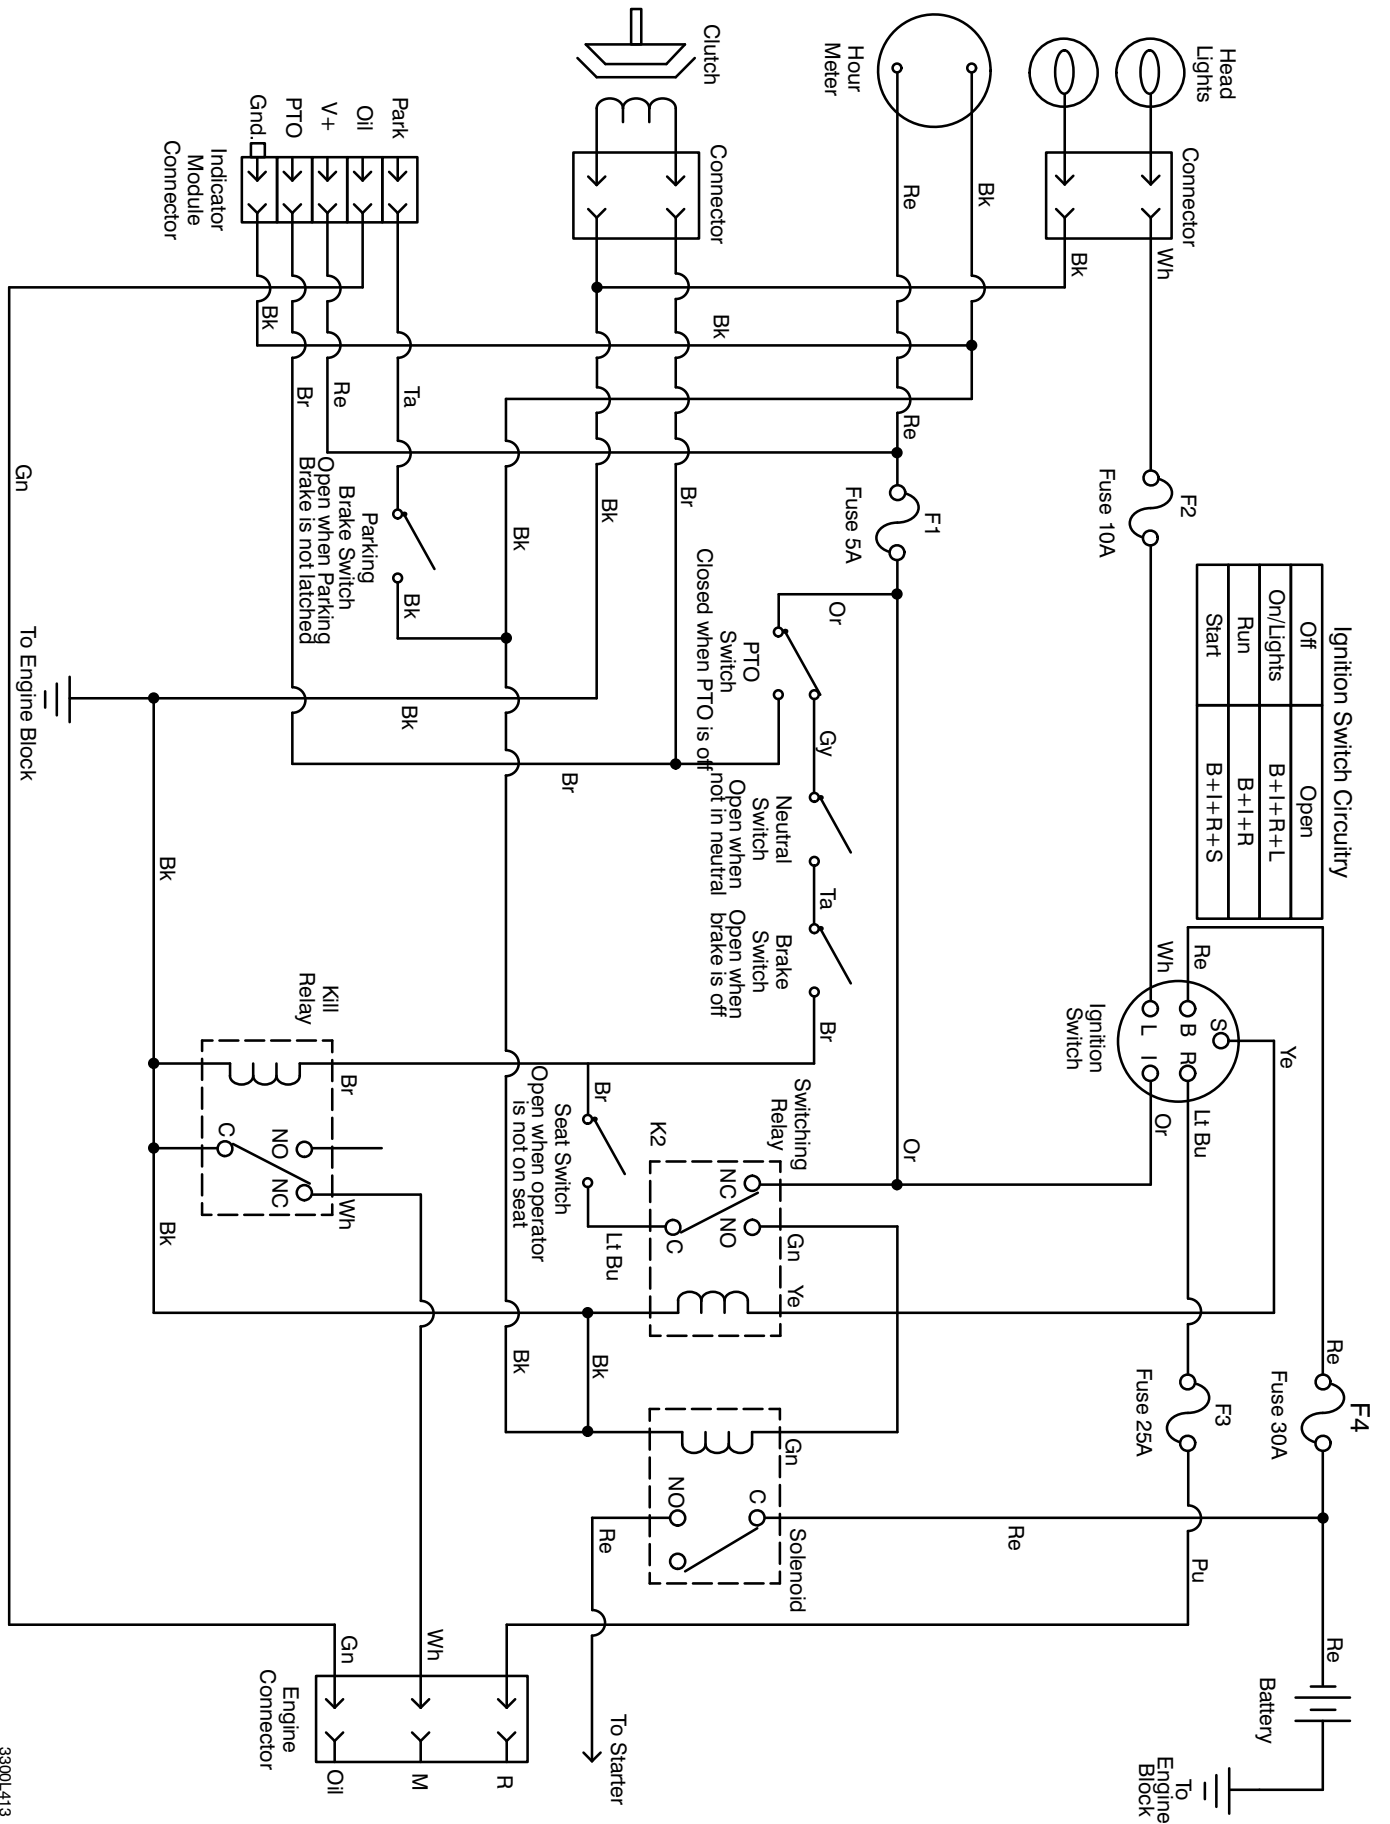 Ignition Switch Circuitry
Off
Open
On/Lights
B+I+R+L
Run
B+I+R
Start
B+I+R+S
Head
Lights
Connector
Wh
Bk
F2
Fuse 10A
Wh
Re
Ignition
Switch
S
B
R
L
I
Ye
Lt Bu
Or
Re
F4
Fuse 30A
F3
Fuse 25A
Re
Pu
Re
Battery
To
Engine
Block
Hour
Meter
Bk
Re
Re
F1
Fuse 5A
Or
Or
PTO
Switch
Closed when PTO is off
Gy
Neutral
Switch
Open when
not in neutral
Ta
Brake
Switch
Open when
brake is off
Br
Switching
Relay
K2
NC
NO
C
Gn
Ye
Solenoid
Gn
C
NO
Re
To Starter
Clutch
Connector
Bk
Br
Bk
Bk
Br
Seat Switch
Open when operator
is not on seat
Lt Bu
Bk
Bk
Park
Oil
V+
PTO
Gnd.
Indicator
Module
Connector
Bk
Br
Re
Ta
Parking
Brake Switch
Open when Parking
Brake is not latched
Bk
Bk
Br
Bk
Kill
Relay
Br
C
NO
NC
Wh
Bk
Wh
Gn
Engine
Connector
R
M
Oil
Gn
To Engine Block
3300L413